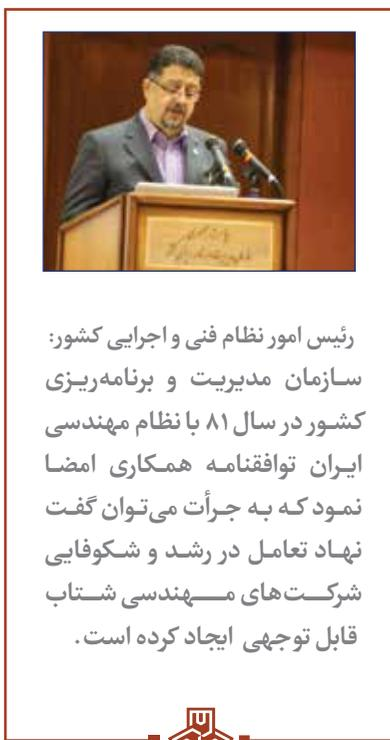 رئیس امور نظام فنی و اجرایی کشور:
سازمان مدیریت و برنامه‌ریزی
کشور در سال ۸۱ با نظام مهندسی
ایران توافقنامه همکاری امضا
نمود که به جرأت می‌توان گفت
نهاد تعامل در رشد و شکوفایی
شرکت‌های مهندسی شتاب
قابل توجهی ایجاد کرده است.